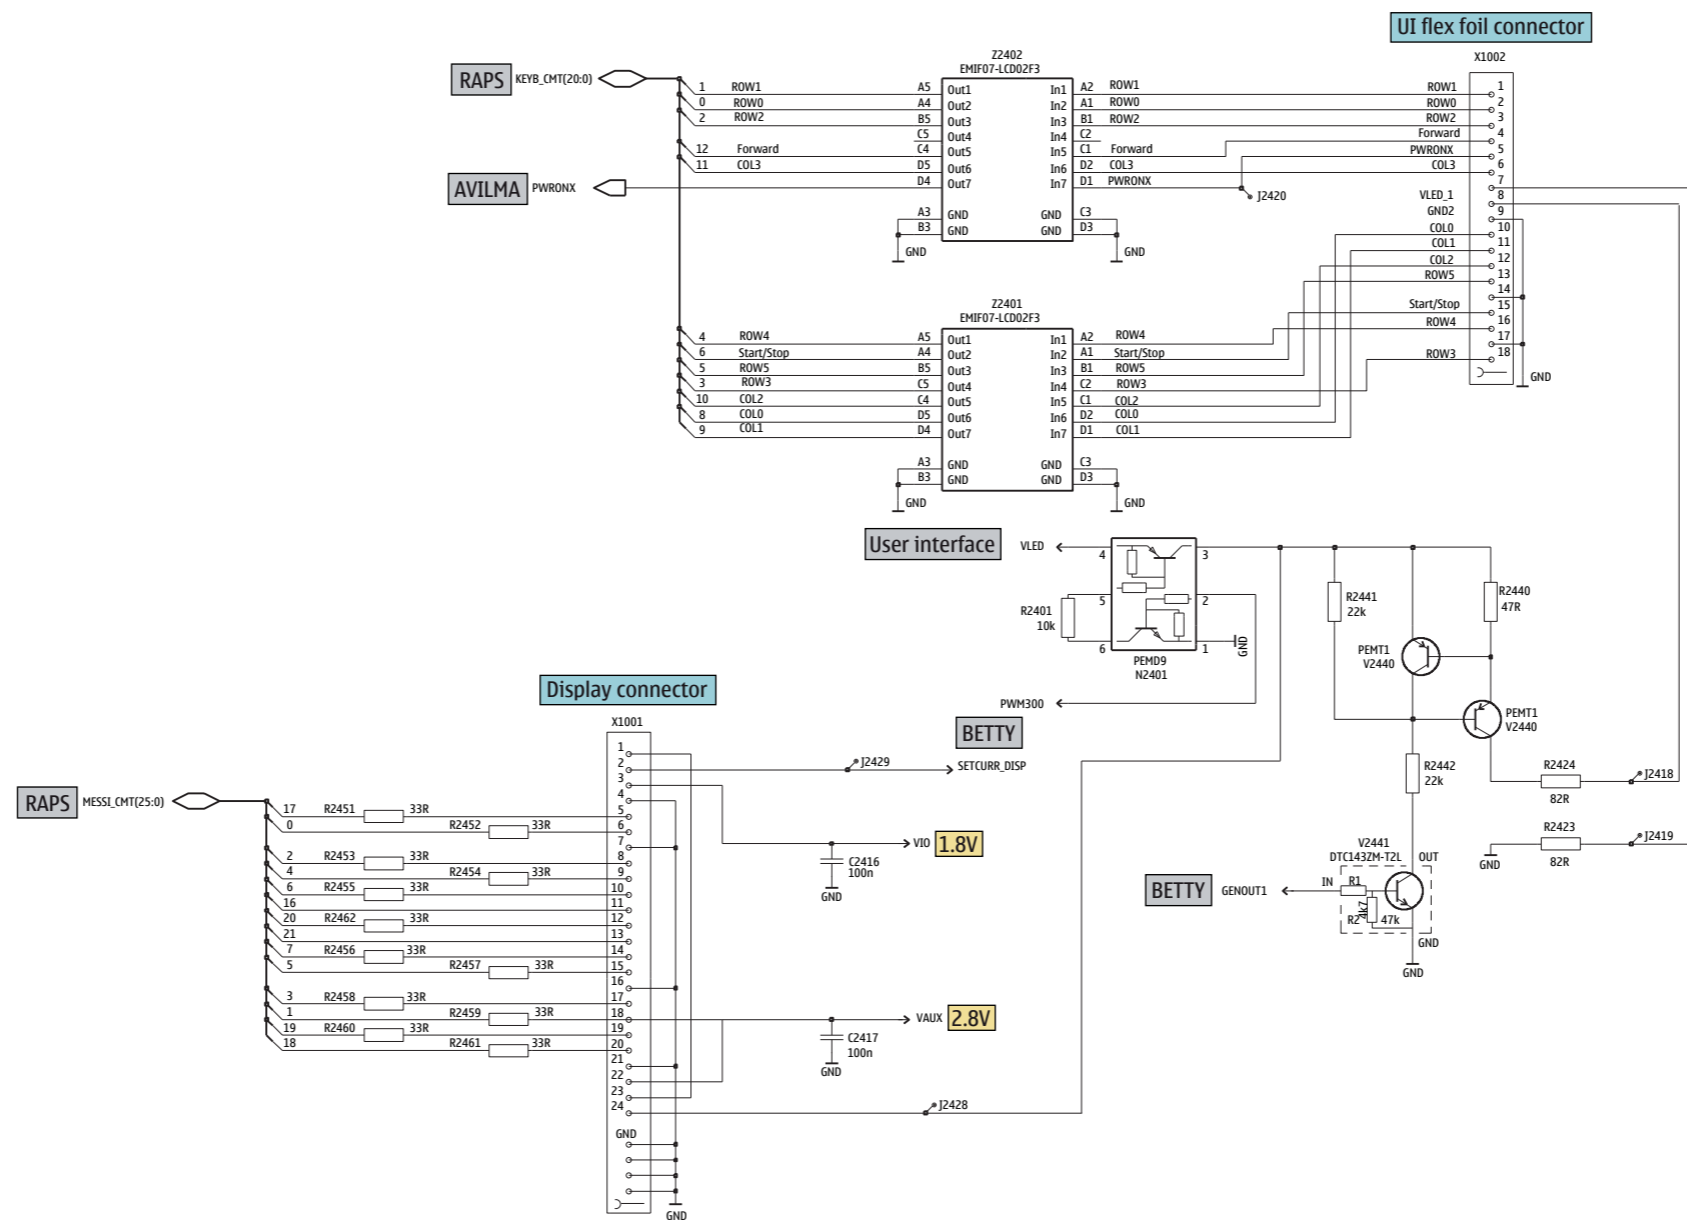 UI flex foil connector
X1002
Z2402
EMIF07-LCD02F3
RAPS KEYB_CMT(20:0)
1 ROW1 A5 Out1 In1 A2 ROW1 ROW1 1
0 ROW0 A4 Out2 In2 A1 ROW0 ROW0 2
2 ROW2 B5 Out3 In3 B1 ROW2 ROW2 3
C5 Out4 In4 C2 Forward 4
12 Forward C4 Out5 In5 C1 Forward PWRONX 5
11 COL3 D5 Out6 In6 D2 COL3 COL3 6
AVILMA PWRONX D4 Out7 In7 D1 PWRONX 7
J2420
VLED_1 8
A3 GND GND C3 GND2 9
B3 GND GND D3 COL0 10
GND GND COL1 11
COL2 12
ROW5 13
14
Z2401
EMIF07-LCD02F3
Start/Stop 15
4 ROW4 A5 Out1 In1 A2 ROW4 ROW4 16
6 Start/Stop A4 Out2 In2 A1 Start/Stop 17
5 ROW5 B5 Out3 In3 B1 ROW5 ROW3 18
3 ROW3 C5 Out4 In4 C2 ROW3 GND
10 COL2 C4 Out5 In5 C1 COL2
8 COL0 D5 Out6 In6 D2 COL0
9 COL1 D4 Out7 In7 D1 COL1
A3 GND GND C3
B3 GND GND D3
GND GND
User interface VLED 4 3
R2441
22k
R2440
47R
R2401
10k
5 2
6 1 GND
PEMD9
N2401
PEMT1
V2440
PWM300
BETTY
PEMT1
V2440
Display connector
X1001
1
2 J2429 SETCURR_DISP
R2442
22k
R2424
82R
J2418
3
4
RAPS MESSI_CMT(25:0)
17 R2451 33R 5
0 R2452 33R 6
7 VIO 1.8V
2 R2453 33R 8 C2416
100n
4 R2454 33R 9
GND
6 R2455 33R 10
16 11
20 R2462 33R 12
21 13
7 R2456 33R 14
5 R2457 33R 15
16
3 R2458 33R 17
1 R2459 33R 18 VAUX 2.8V
19 R2460 33R 19 C2417
100n
18 R2461 33R 20
GND
21
22
23
24 J2428
GND
GND
R2423
82R
GND
J2419
V2441
DTC143ZM-T2L OUT
BETTY GENOUT1 IN R1
4k7
R2 47k
GND
GND